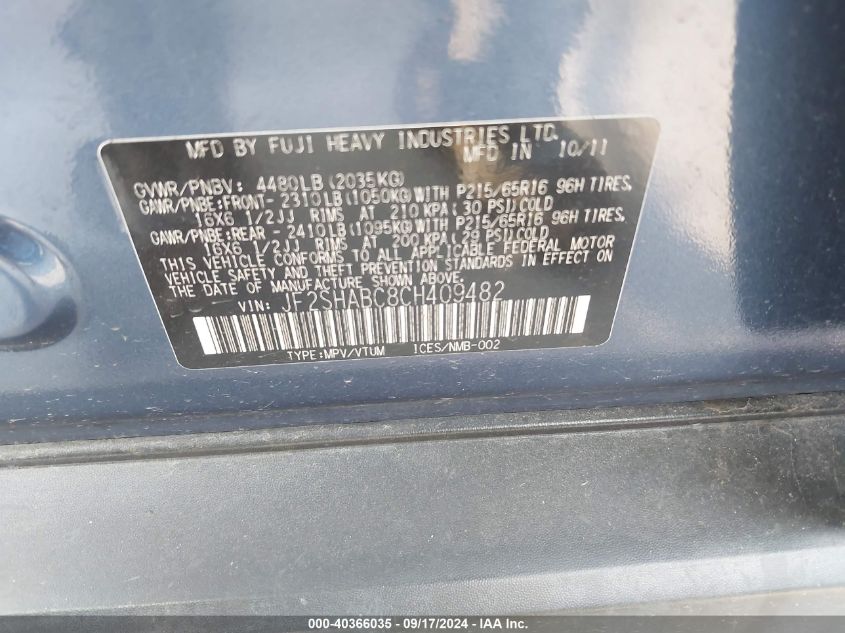 MFD BY FUJI HEAVY INDUSTRIES LTD.
MFD IN 10/11
GVWR/PNBV: 4480LB (2035KG)
GAWR/PNBE:FRONT- 2310LB (1050KG)WITH P215/65R16 96H TIRES,
16X6 1/2JJ RIMS AT 210 KPA(30 PSI)COLD
GAWR/PNBE:REAR - 2410LB(1095KG)WITH P215/65R16 96H TIRES,
16X6 1/2JJ RIMS AT 200 KPA(29 PSI)COLD
THIS VEHICLE CONFORMS TO ALL APPLICABLE FEDERAL MOTOR
VEHICLE SAFETY AND THEFT PREVENTION STANDARDS IN EFFECT ON
THE DATE OF MANUFACTURE SHOWN ABOVE.
VIN: JF2SHABC8CH409482
TYPE:MPV/VTUM ICES/NMB-002
000-40366035 - 09/17/2024 - IAA Inc.